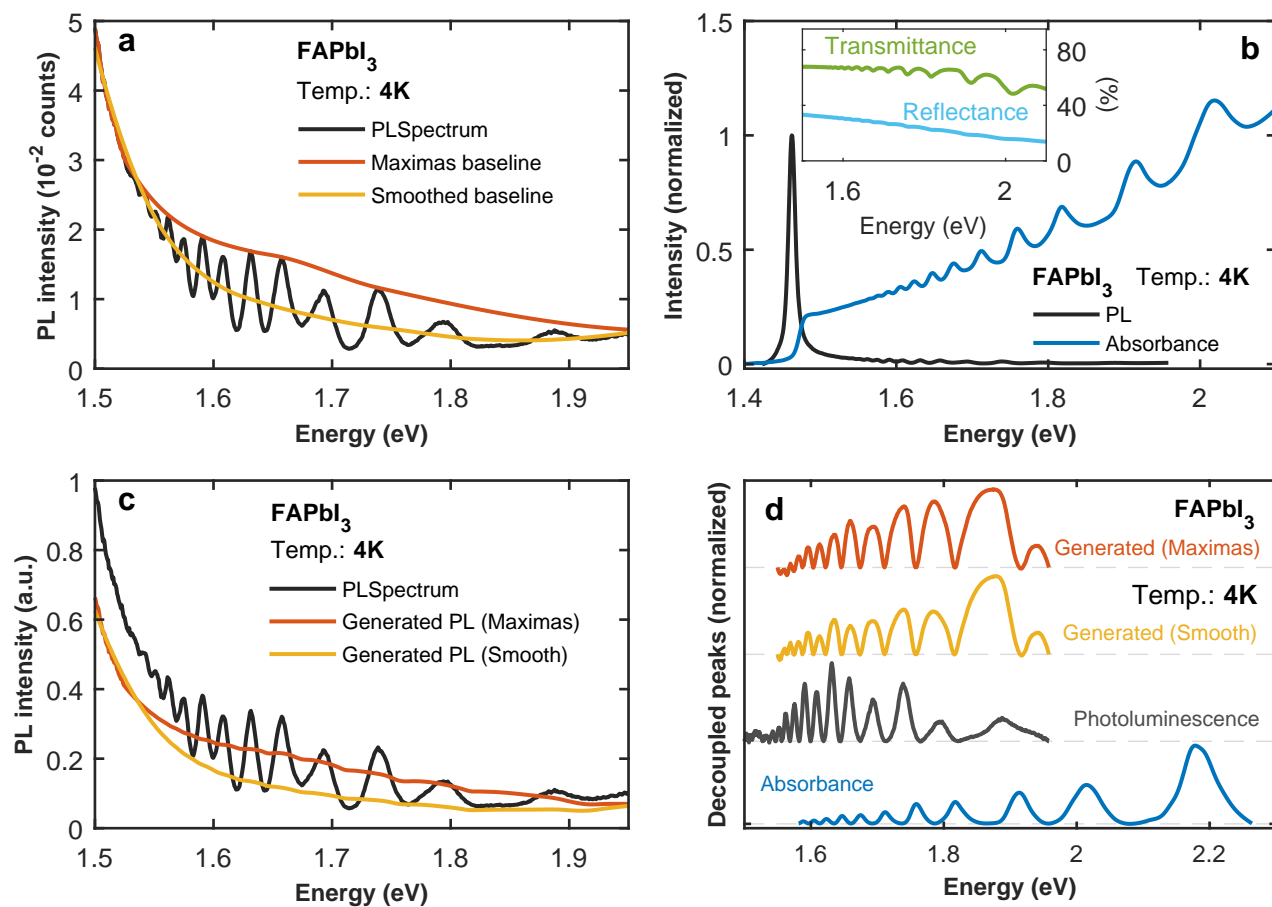 a
FAPbI3
Temp.: 4K
PLSpectrum
Maximas baseline
Smoothed baseline
PL intensity (10-2 counts)
0
1
2
3
4
5
1.5
1.6
1.7
1.8
1.9
Energy (eV)
b
Transmittance
Reflectance
80
40
0
(%)
1.6
2
Energy (eV)
FAPbI3 Temp.: 4K
PL
Absorbance
Intensity (normalized)
0
0.5
1
1.5
1.4
1.6
1.8
2
Energy (eV)
c
FAPbI3
Temp.: 4K
PLSpectrum
Generated PL (Maximas)
Generated PL (Smooth)
PL intensity (a.u.)
0
0.2
0.4
0.6
0.8
1
1.5
1.6
1.7
1.8
1.9
Energy (eV)
d
FAPbI3
Generated (Maximas)
Temp.: 4K
Generated (Smooth)
Photoluminescence
Absorbance
Decoupled peaks (normalized)
1.6
1.8
2
2.2
Energy (eV)